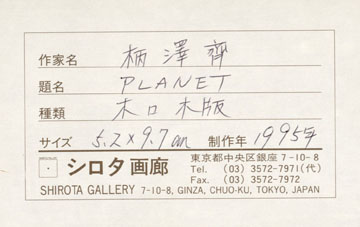 作家名 柄澤齊
題名 PLANET
種類 木口木版
サイズ 5.2×9.7cm 制作年 1995年
シロタ画廊 東京都中央区銀座 7-10-8
Tel. (03) 3572-7971(代)
Fax. (03) 3572-7972
SHIROTA GALLERY 7-10-8, GINZA, CHUO-KU, TOKYO, JAPAN